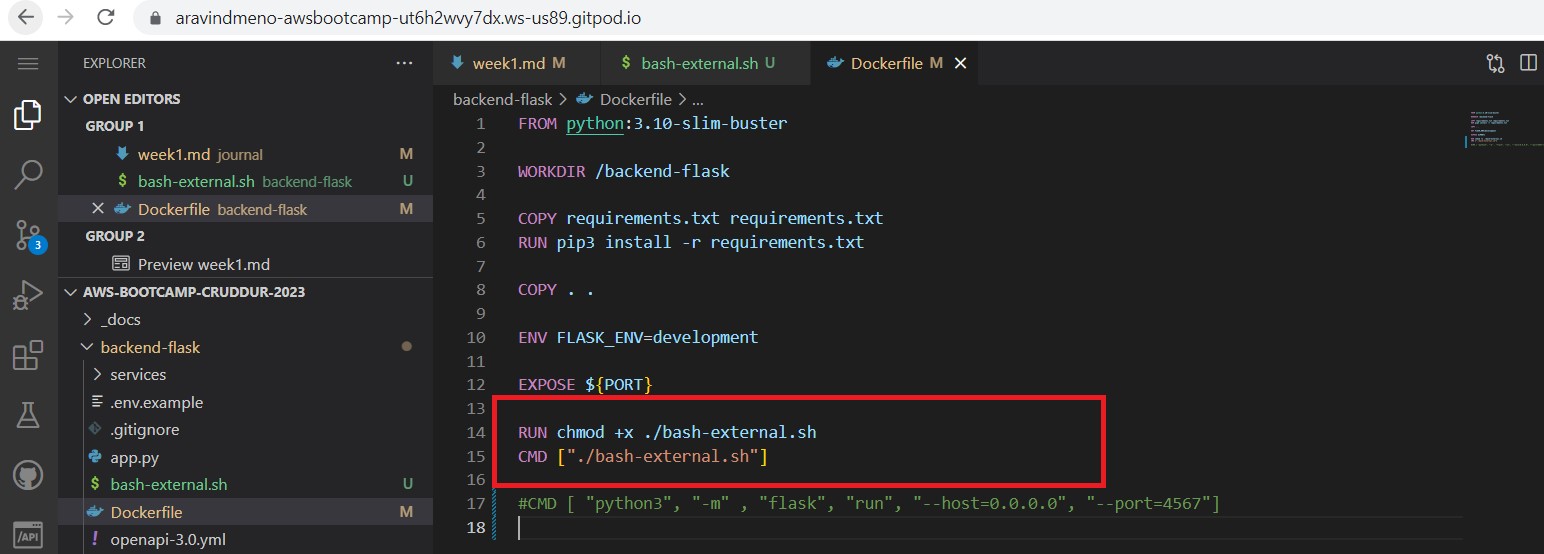 aravindmeno-awsbootcamp-ut6h2wvy7dx.ws-us89.gitpod.io
EXPLORER ...
week1.md M
$ bash-external.sh U
Dockerfile M
OPEN EDITORS
GROUP 1
week1.md journal M
$ bash-external.sh backend-flask U
Dockerfile backend-flask M
GROUP 2
Preview week1.md
AWS-BOOTCAMP-CRUDDUR-2023
_docs
backend-flask
services
.env.example
.gitignore
app.py
$ bash-external.sh U
Dockerfile M
! openapi-3.0.yml
3
/API
backend-flask > Dockerfile > ...
1 FROM python:3.10-slim-buster
2
3 WORKDIR /backend-flask
4
5 COPY requirements.txt requirements.txt
6 RUN pip3 install -r requirements.txt
7
8 COPY . .
9
10 ENV FLASK_ENV=development
11
12 EXPOSE ${PORT}
13
14 RUN chmod +x ./bash-external.sh
15 CMD ["./bash-external.sh"]
16
17 #CMD [ "python3", "-m" , "flask", "run", "--host=0.0.0.0", "--port=4567"]
18